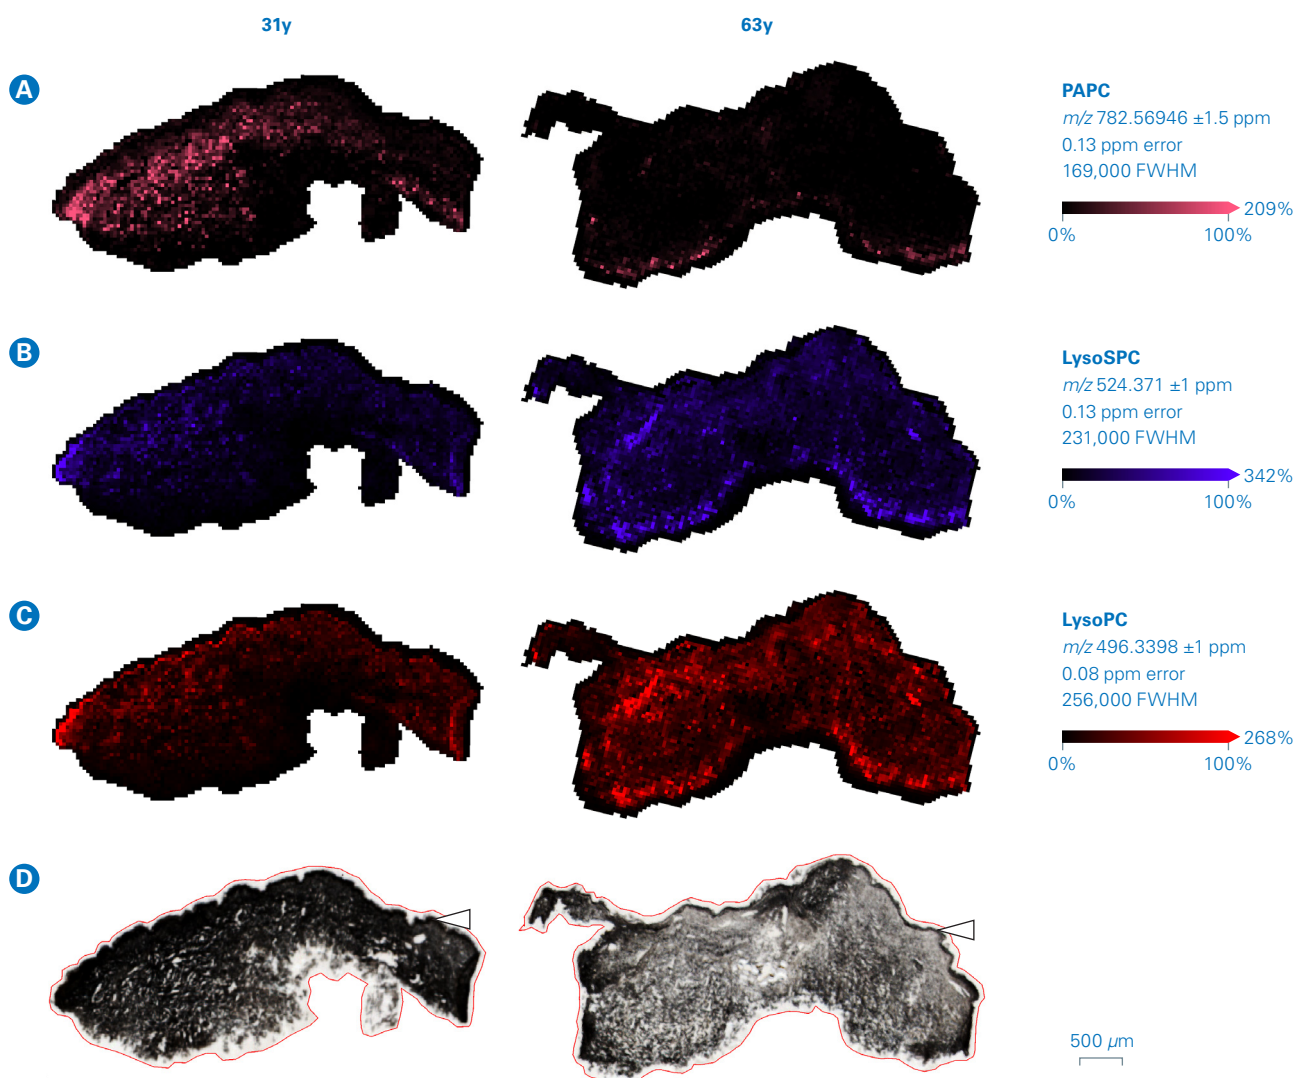 31y
63y
A
PAPC
m/z 782.56946 ±1.5 ppm
0.13 ppm error
169,000 FWHM
209%
0%
100%
B
LysoSPC
m/z 524.371 ±1 ppm
0.13 ppm error
231,000 FWHM
342%
0%
100%
C
LysoPC
m/z 496.3398 ±1 ppm
0.08 ppm error
256,000 FWHM
268%
0%
100%
D
500 µm